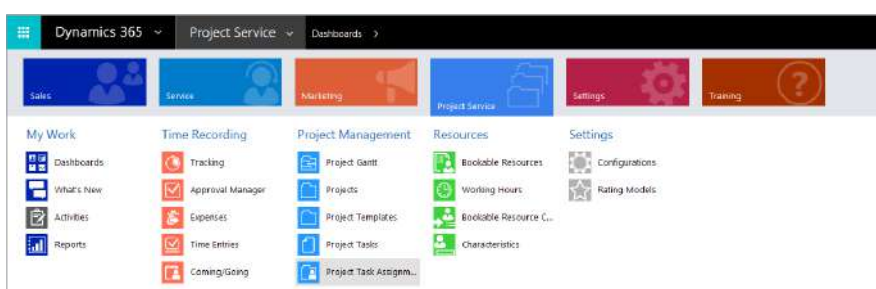 Dynamics 365 Project Service Dashboards
Sales Service Marketing Project Service Settings Training
My Work Time Recording Project Management Resources Settings
Dashboards Tracking Project Gantt Bookable Resources Configurations
What's New Approval Manager Projects Working Hours Rating Models
Activities Expenses Project Templates Bookable Resource C...
Reports Time Entries Project Tasks Characteristics
Coming/Going Project Task Assignm...